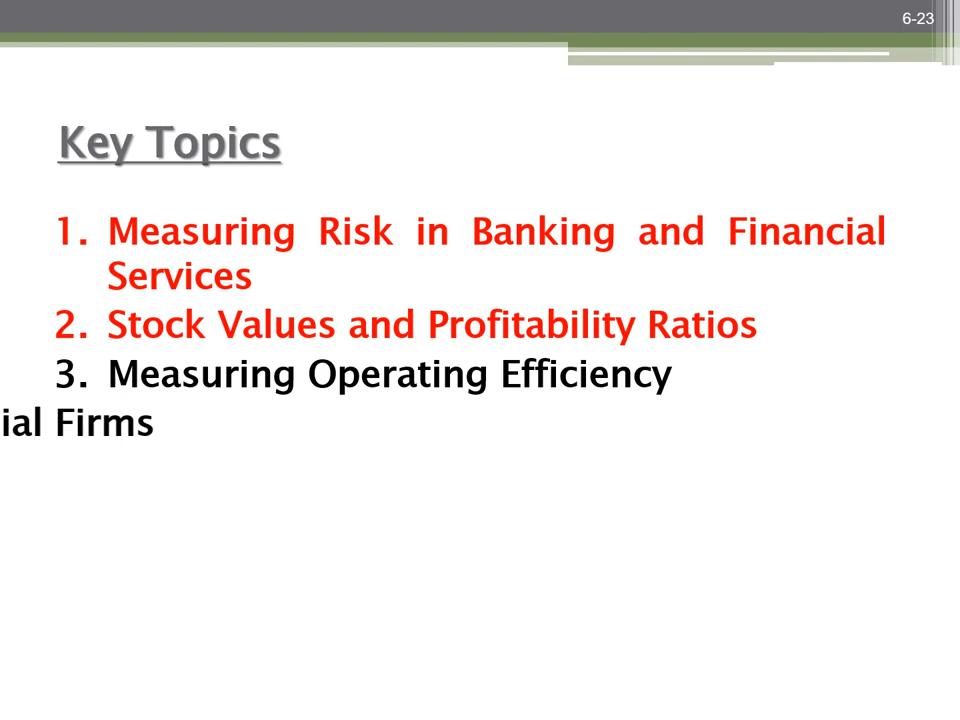 6-23
Key Topics
1. Measuring Risk in Banking and Financial
Services
2. Stock Values and Profitability Ratios
3. Measuring Operating Efficiency
ial Firms